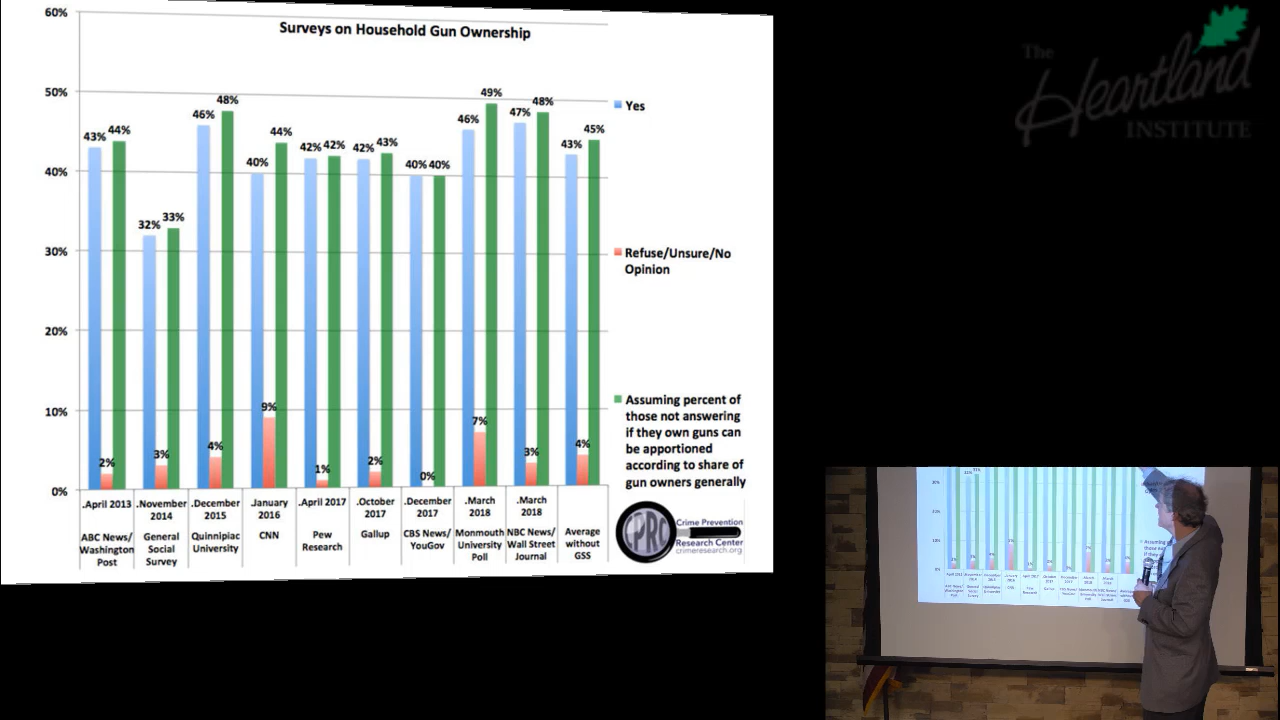 Surveys on Household Gun Ownership
60%
50%
40%
30%
20%
10%
0%
43% 44%
32% 33%
46% 48%
40% 44%
42% 42%
42% 43%
40% 40%
46% 49%
47% 48%
43% 45%
2%
3%
4%
9%
1%
2%
0%
7%
3%
4%
.April 2013
ABC News/
Washington
Post
.November
2014
General
Social
Survey
.December
2015
Quinnipiac
University
.January
2016
CNN
.April 2017
Pew
Research
.October
2017
Gallup
.December
2017
CBS News/
YouGov
.March
2018
Monmouth
University
Poll
.March
2018
NBC News/
Wall Street
Journal
Average
without
GSS
Yes
Refuse/Unsure/No
Opinion
Assuming percent of
those not answering
if they own guns can
be apportioned
according to share of
gun owners generally
CPRC
Crime Prevention
Research Center
crimeresearch.org
The
Heartland
INSTITUTE